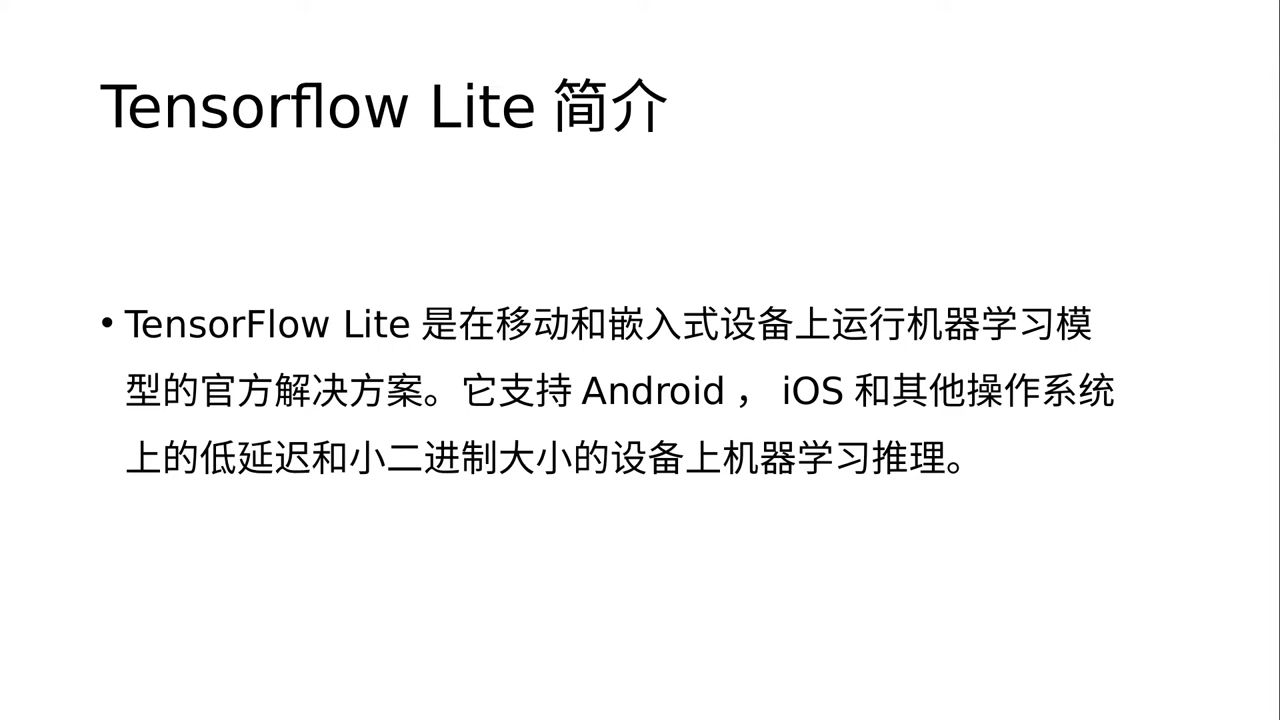 Tensorflow Lite 简介
• TensorFlow Lite 是在移动和嵌入式设备上运行机器学习模
型的官方解决方案。它支持 Android ， iOS 和其他操作系统
上的低延迟和小二进制大小的设备上机器学习推理。